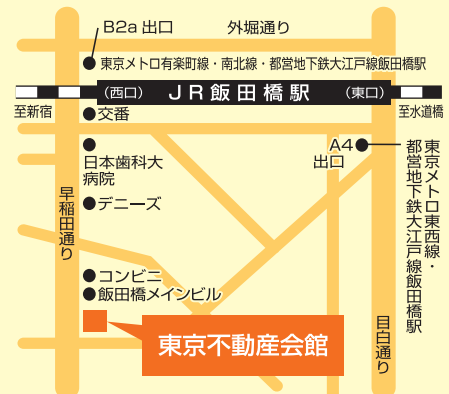 B2a 出口
外堀通り
東京メトロ有楽町線・南北線・都営地下鉄大江戸線飯田橋駅
(西口) JR飯田橋駅 (東口)
至新宿
至水道橋
交番
A4
出口
日本歯科大
病院
東京メトロ東西線・
都営地下鉄大江戸線飯田橋駅
早稲田通り
デニーズ
コンビニ
飯田橋メインビル
東京不動産会館
目白通り